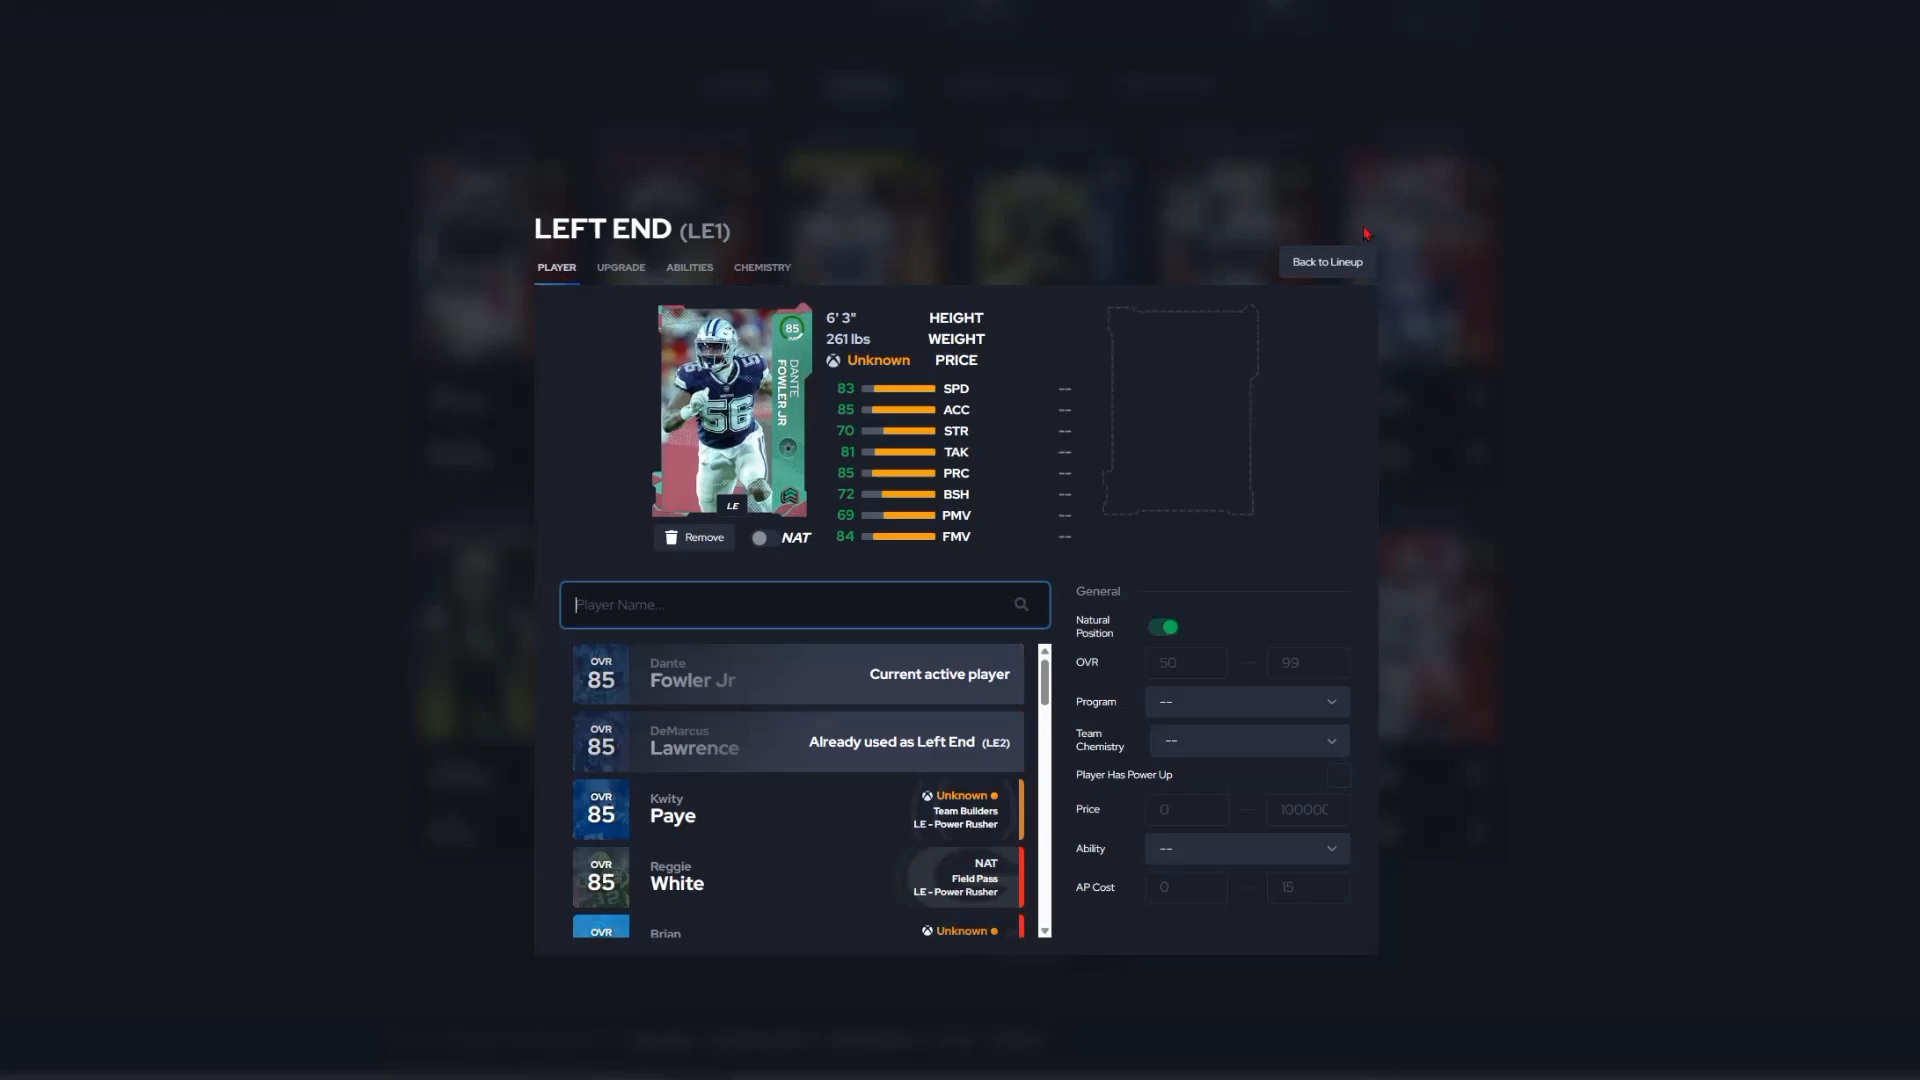 LEFT END (LE1)
PLAYER UPGRADE ABILITIES CHEMISTRY
Back to Lineup
85
DANTE
FOWLER JR
56
LE
6' 3" HEIGHT
261 lbs WEIGHT
Unknown PRICE
83 SPD --
85 ACC --
70 STR --
81 TAK --
85 PRC --
72 BSH --
69 PMV --
84 FMV --
Remove
NAT
Player Name...
OVR
85
Dante
Fowler Jr
Current active player
OVR
85
DeMarcus
Lawrence
Already used as Left End (LE2)
OVR
85
Kwity
Paye
Unknown
Team Builders
LE - Power Rusher
OVR
85
Reggie
White
NAT
Field Pass
LE - Power Rusher
OVR
Brian
Unknown
General
Natural
Position
OVR 50 — 99
Program --
Team
Chemistry --
Player Has Power Up
Price 0 — 100000
Ability --
AP Cost 0 — 15